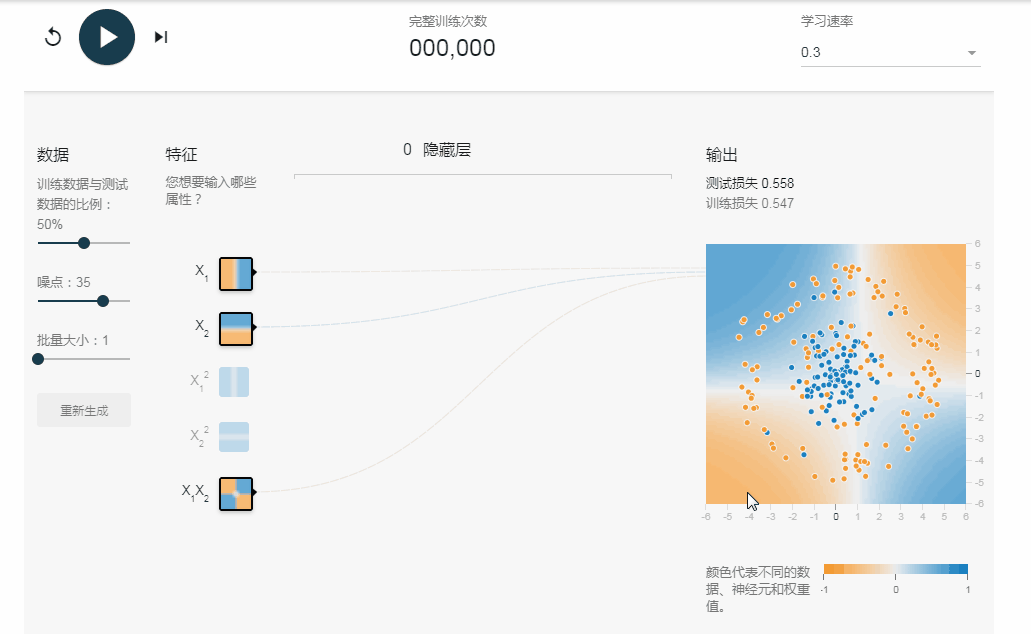 完整训练次数
000,000
学习速率
0.3
数据
训练数据与测试
数据的比例：
50%
噪点：35
批量大小：1
重新生成
特征
您想要输入哪些
属性？
X1
X2
X1²
X2²
X1X2
0 隐藏层
输出
测试损失 0.558
训练损失 0.547
6
5
4
3
2
1
0
-1
-2
-3
-4
-5
-6
-6 -5 -4 -3 -2 -1 0 1 2 3 4 5 6
颜色代表不同的数
据、神经元和权重
值。
-1 0 1